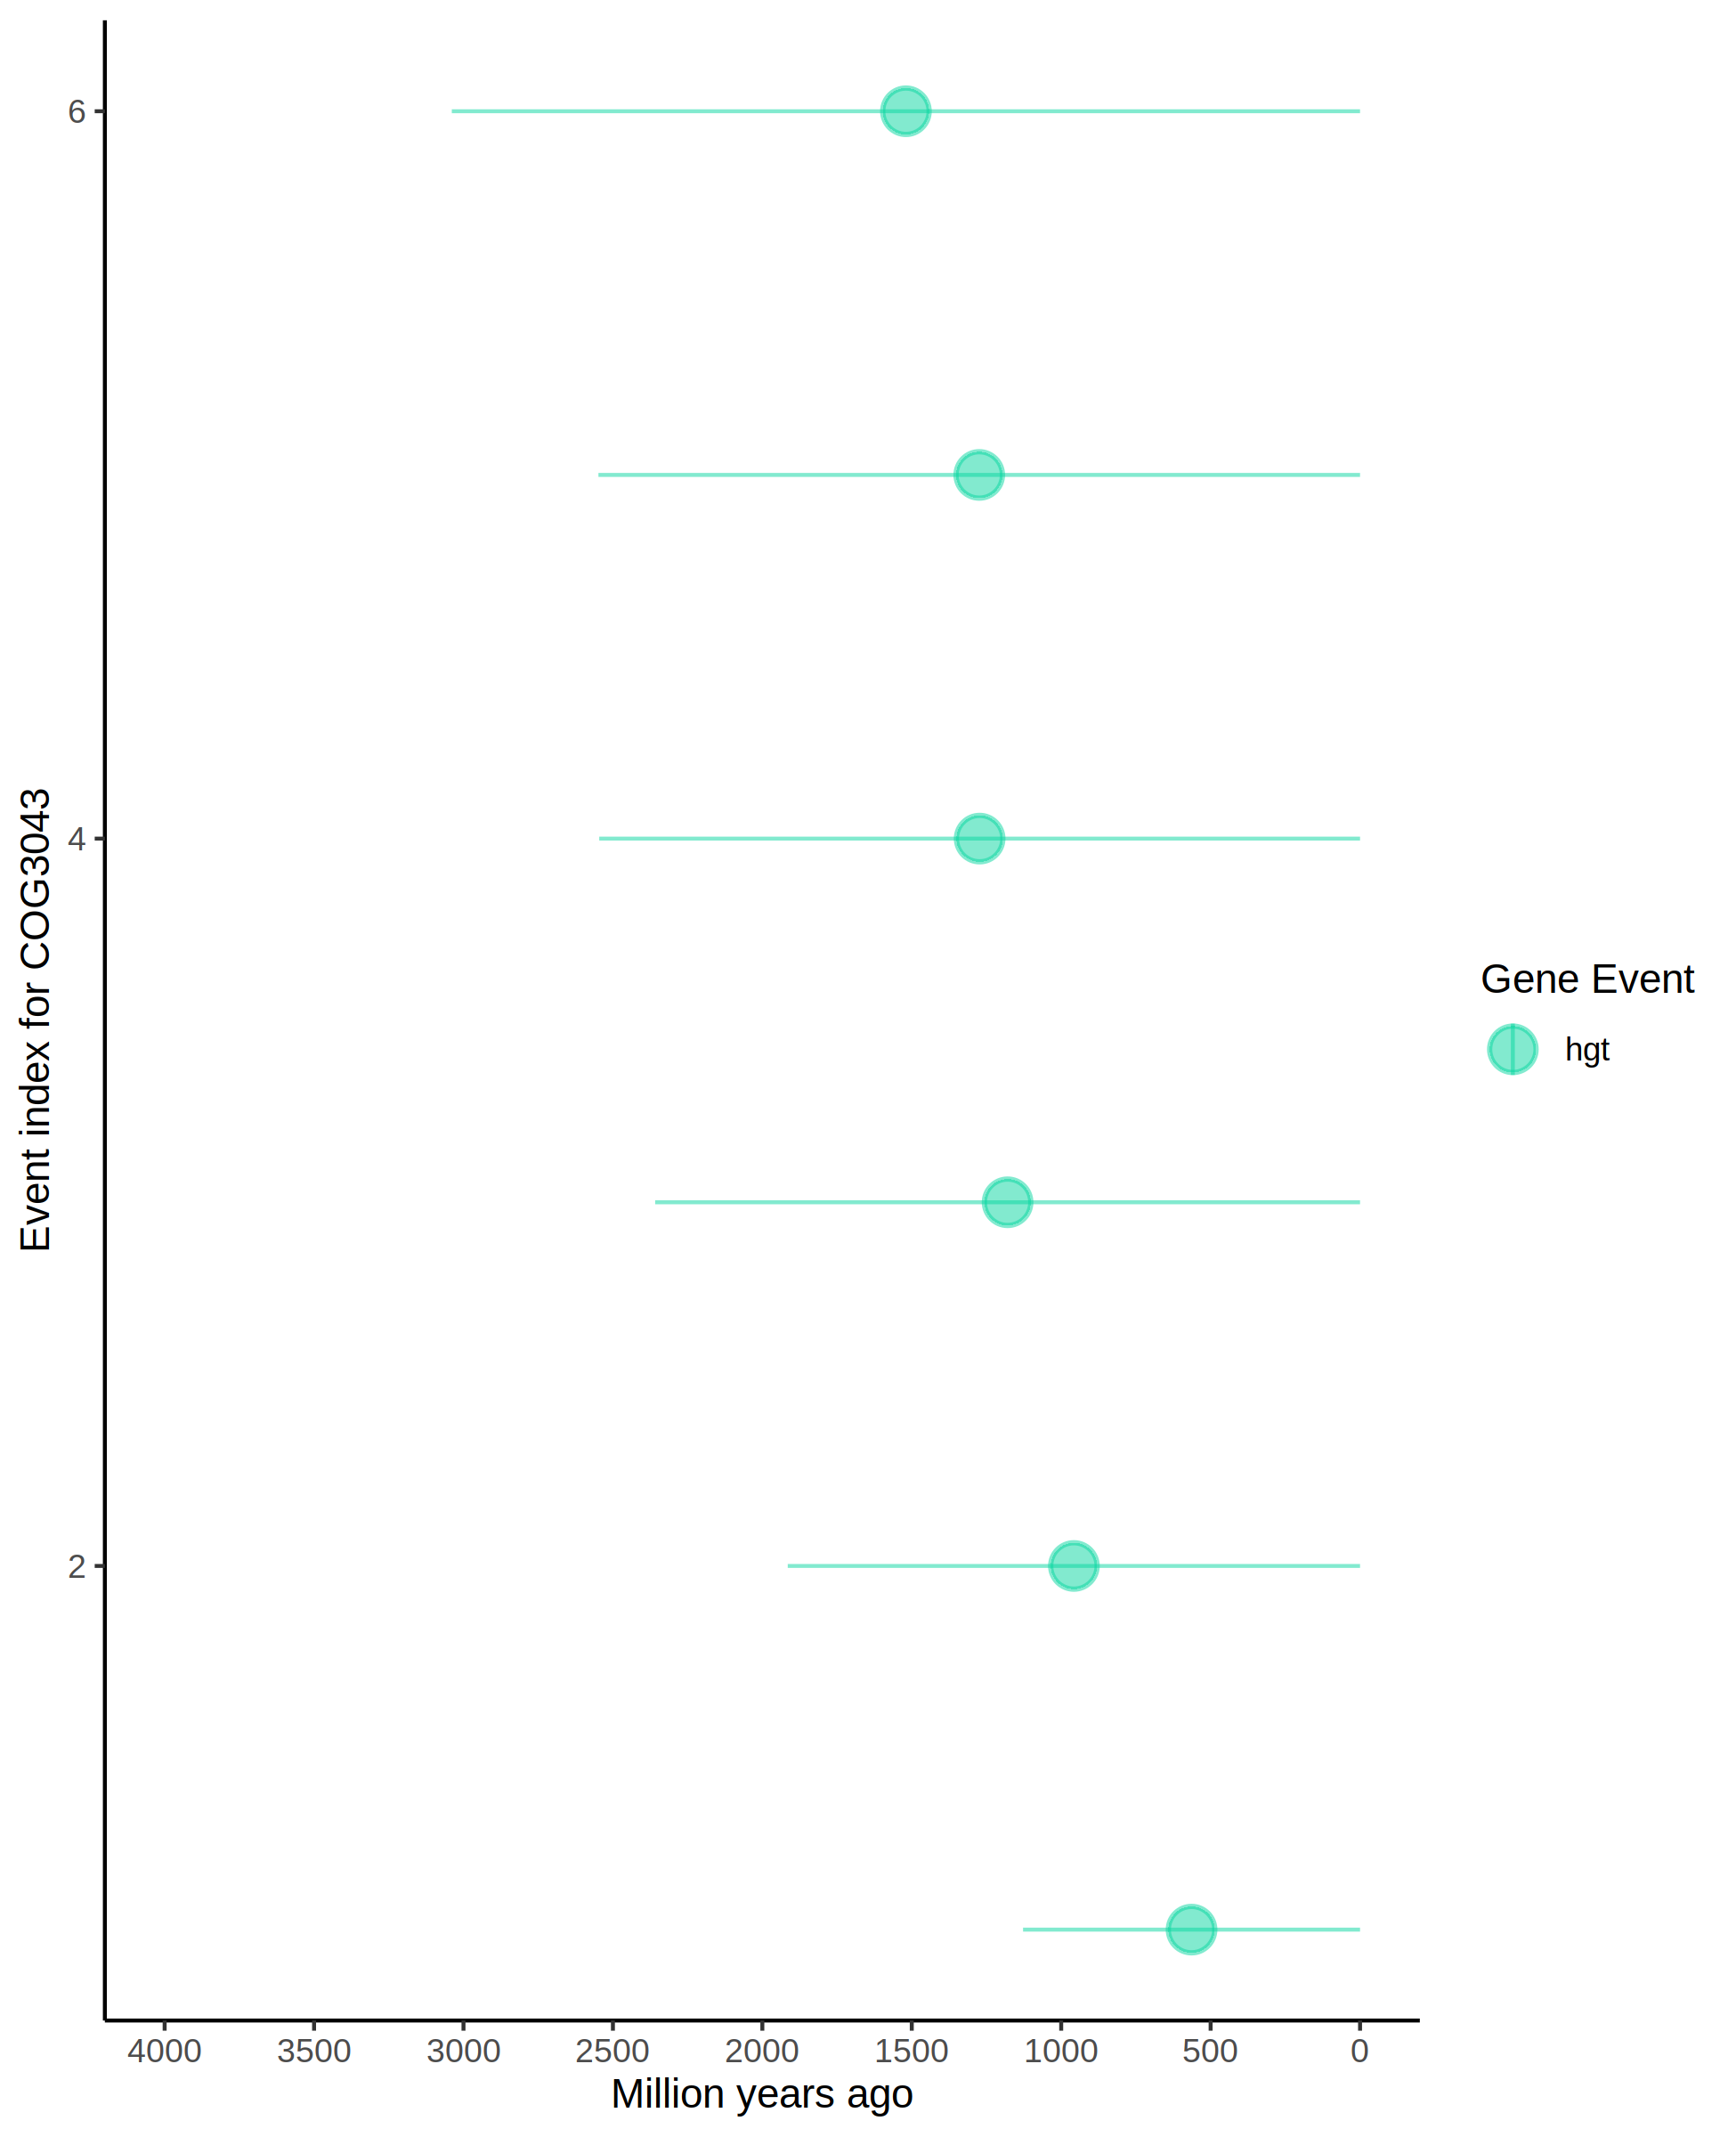 Event index for COG3043
6
4
2
4000 3500 3000 2500 2000 1500 1000 500 0
Million years ago
Gene Event
hgt